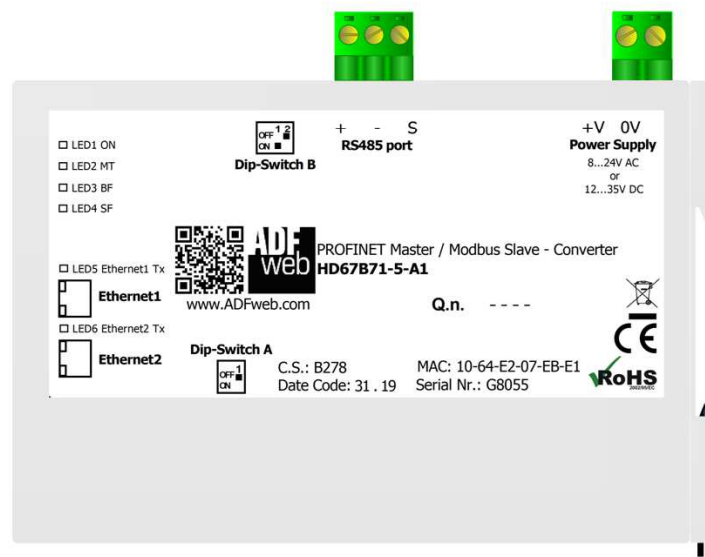 + - S
+V 0V
OFF 1 2
ON
RS485 port
Power Supply
Dip-Switch B
8...24V AC
or
12...35V DC
LED1 ON
LED2 MT
LED3 BF
LED4 SF
ADF
web
PROFINET Master / Modbus Slave - Converter
HD67B71-5-A1
www.ADFweb.com
Q.n. - - - -
LED5 Ethernet1 Tx
Ethernet1
LED6 Ethernet2 Tx
Ethernet2
Dip-Switch A
OFF 1
ON
C.S.: B278
MAC: 10-64-E2-07-EB-E1
Date Code: 31 . 19
Serial Nr.: G8055
CE
RoHS
2002/95/EC